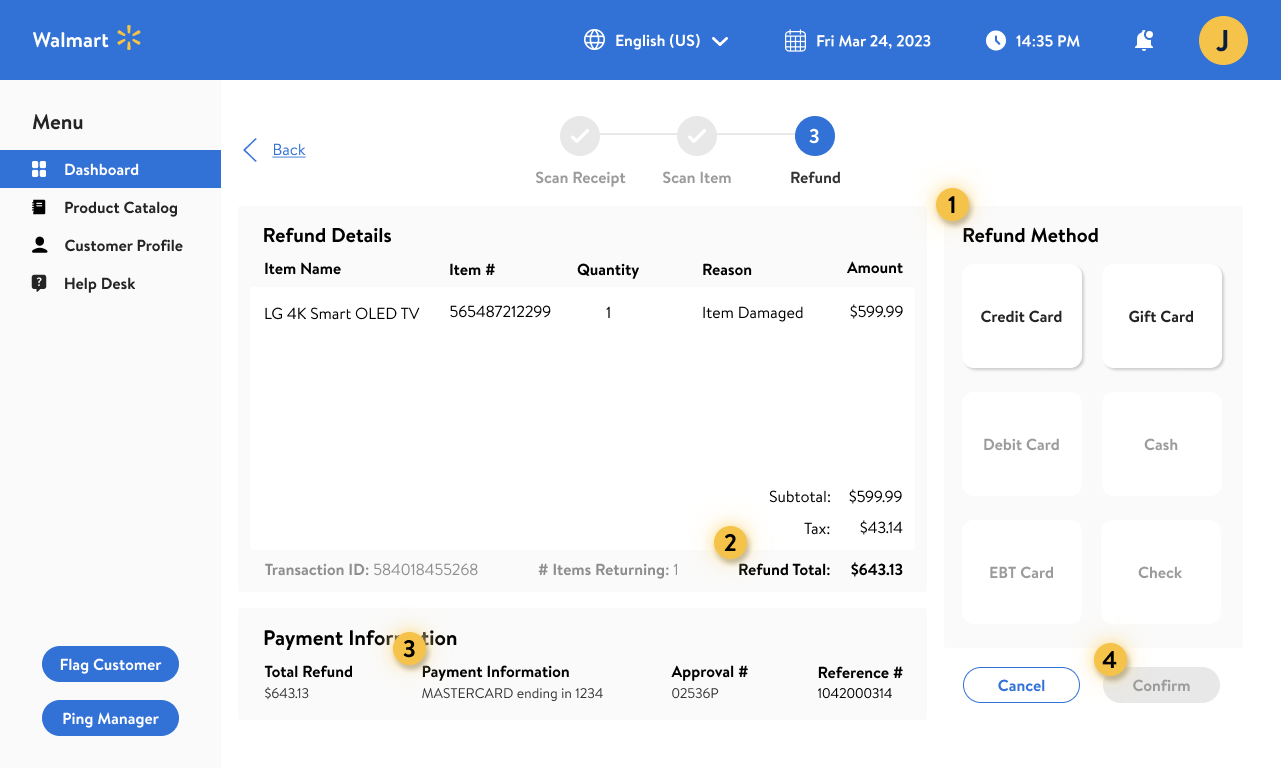 Walmart
English (US)
Fri Mar 24, 2023
14:35 PM
J
Menu
Dashboard
Product Catalog
Customer Profile
Help Desk
Flag Customer
Ping Manager
Back
3
Scan Receipt Scan Item Refund
Refund Details
Item Name Item # Quantity Reason Amount
LG 4K Smart OLED TV 565487212299 1 Item Damaged $599.99
Subtotal: $599.99
Tax: $43.14
2
Transaction ID: 584018455268 # Items Returning: 1 Refund Total: $643.13
Payment Information
3
Total Refund Payment Information Approval # Reference #
$643.13 MASTERCARD ending in 1234 02536P 1042000314
1
Refund Method
Credit Card Gift Card
Debit Card Cash
EBT Card Check
4
Cancel Confirm